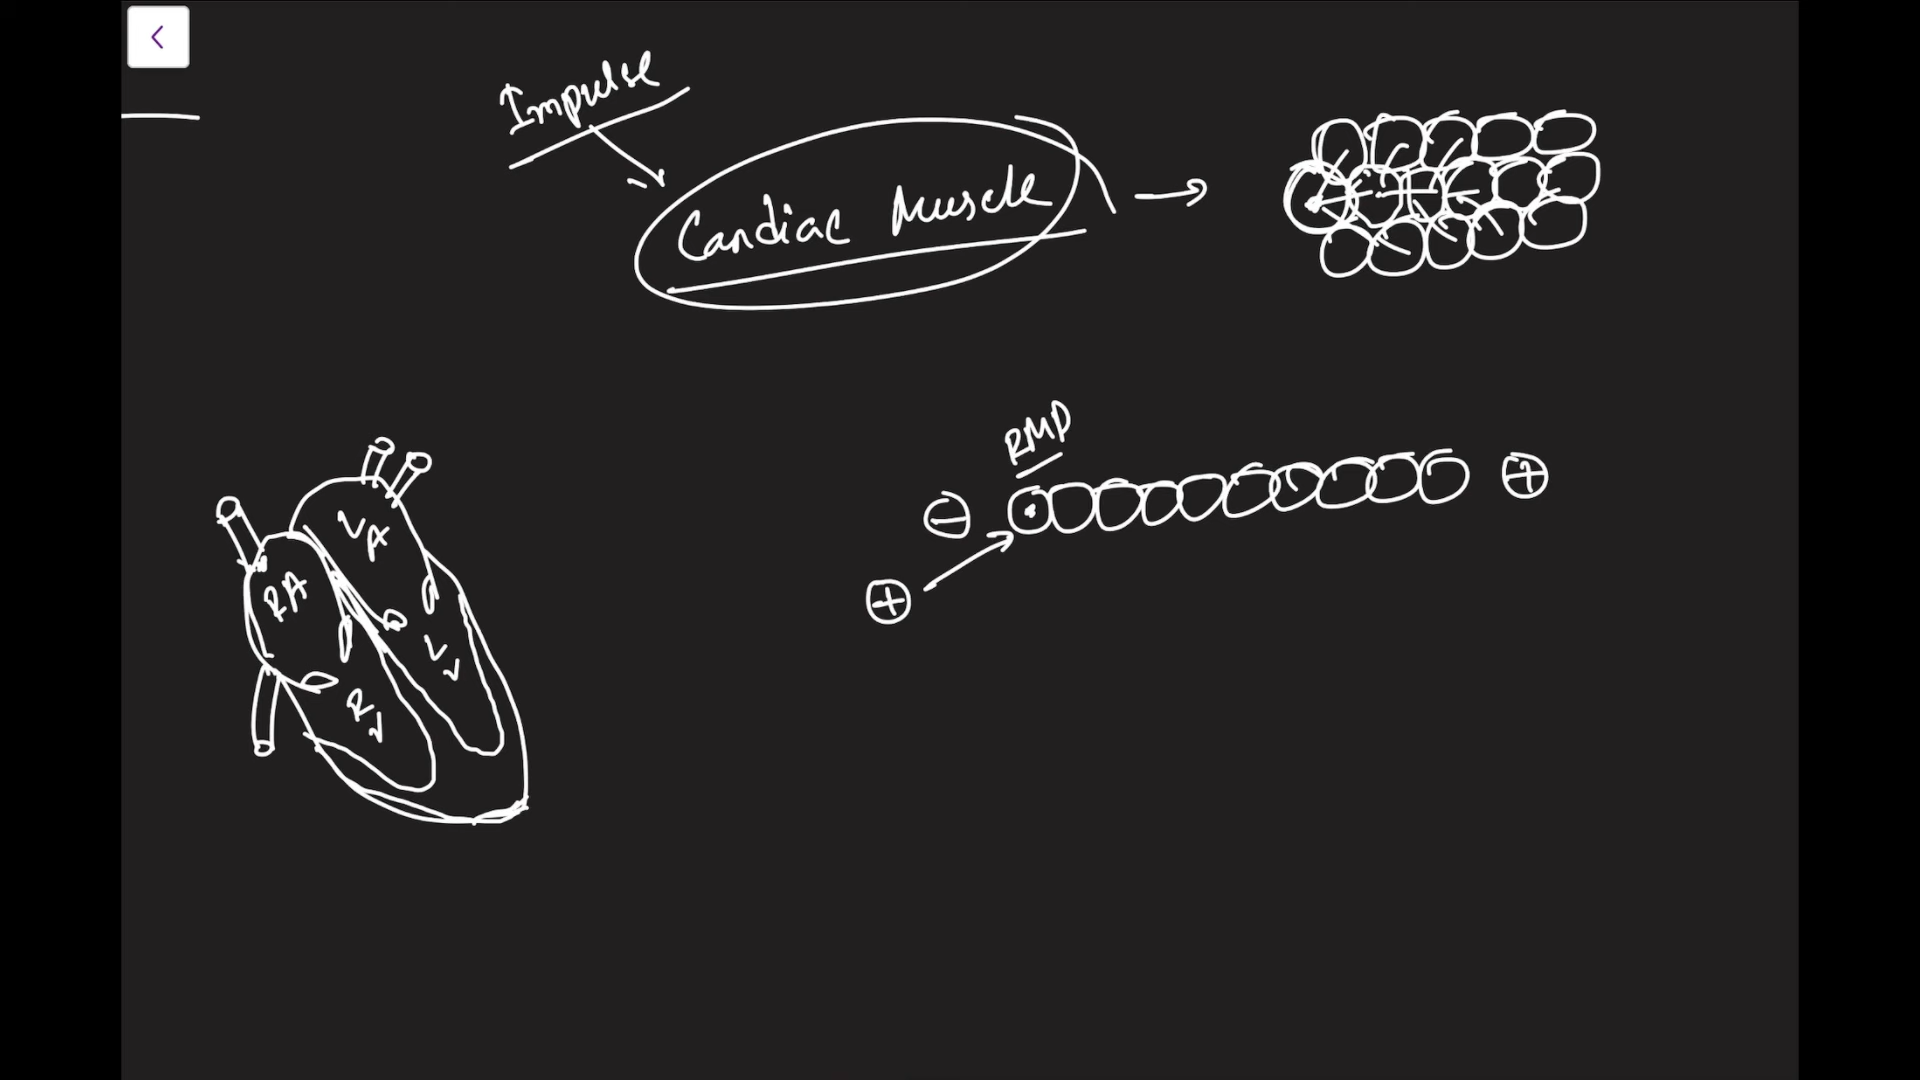 Impulse
Cardiac Muscle
RMP
-
+
+
LA
RA
LV
RV